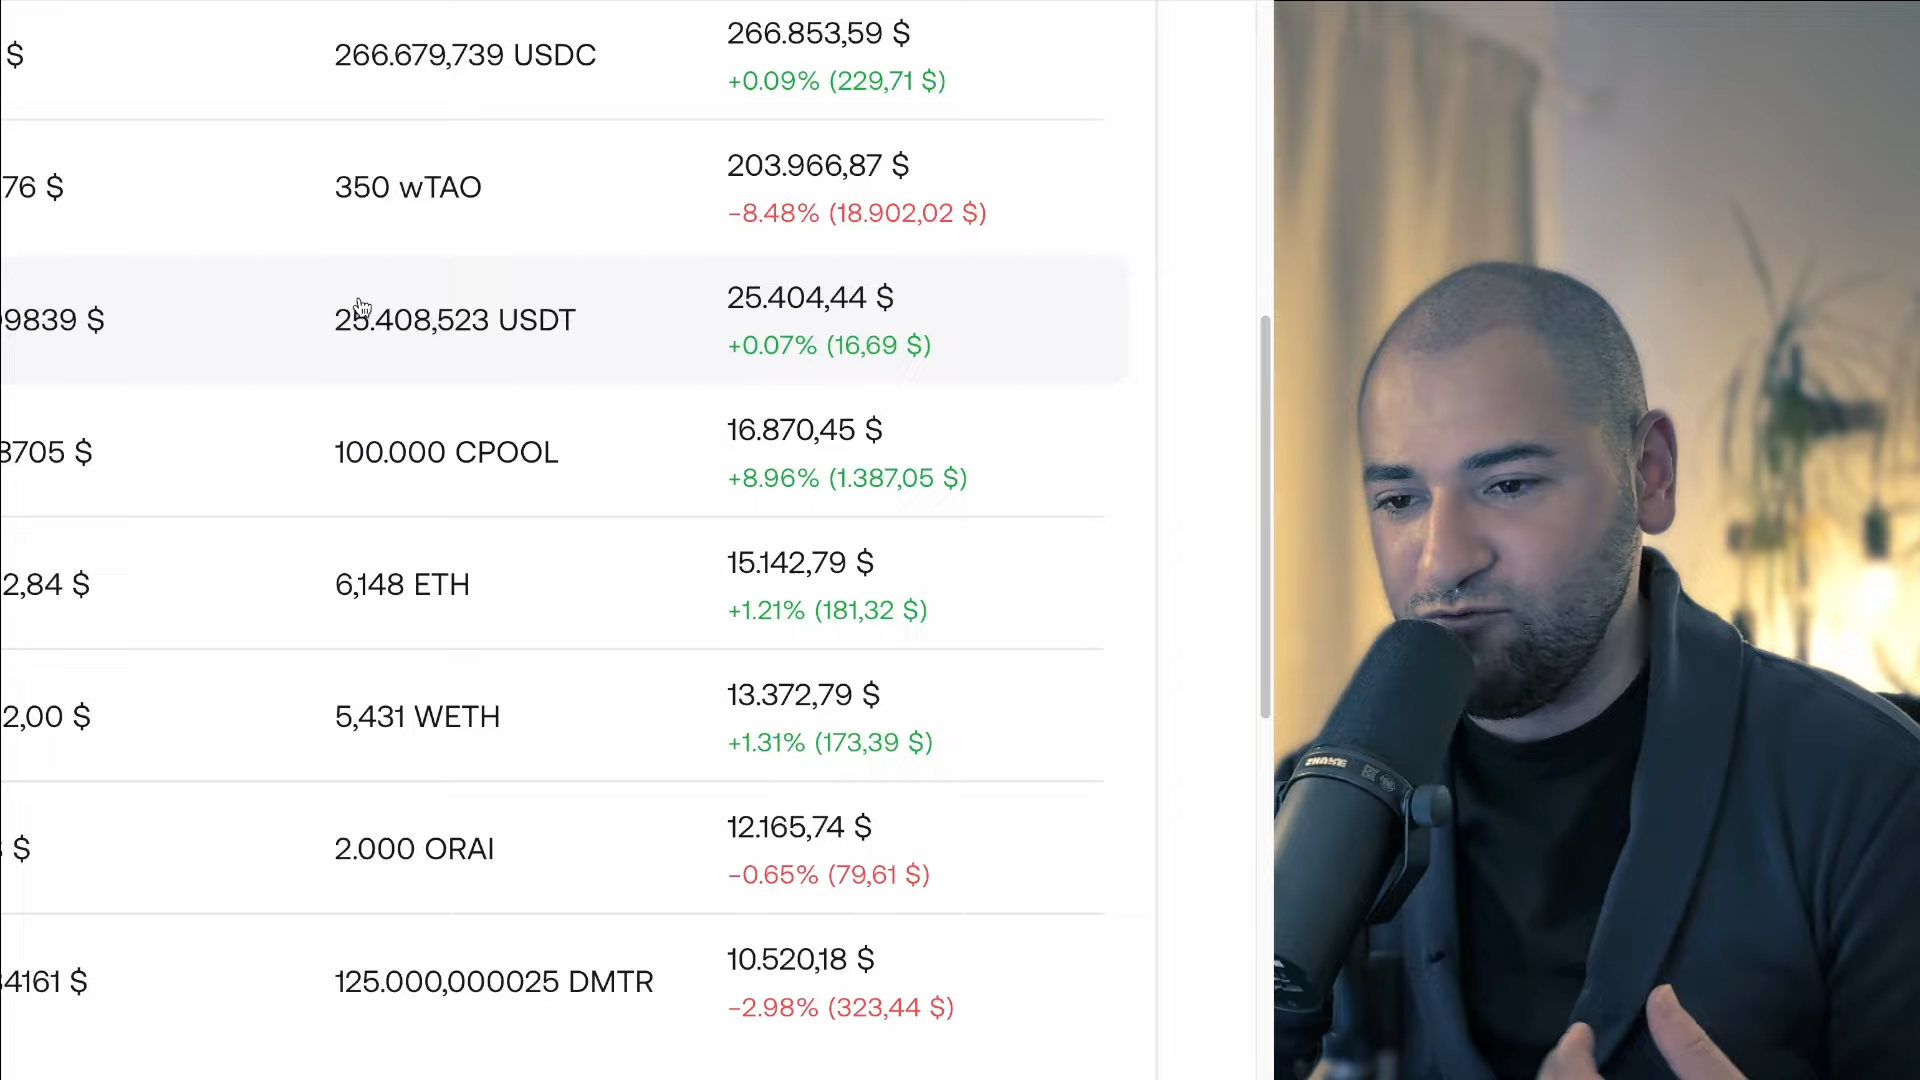 $ 266.679,739 USDC 266.853,59 $
+0.09% (229,71 $)
76 $ 350 wTAO 203.966,87 $
-8.48% (18.902,02 $)
9839 $ 25.408,523 USDT 25.404,44 $
+0.07% (16,69 $)
8705 $ 100.000 CPOOL 16.870,45 $
+8.96% (1.387,05 $)
2,84 $ 6,148 ETH 15.142,79 $
+1.21% (181,32 $)
2,00 $ 5,431 WETH 13.372,79 $
+1.31% (173,39 $)
$ 2.000 ORAI 12.165,74 $
-0.65% (79,61 $)
4161 $ 125.000,000025 DMTR 10.520,18 $
-2.98% (323,44 $)